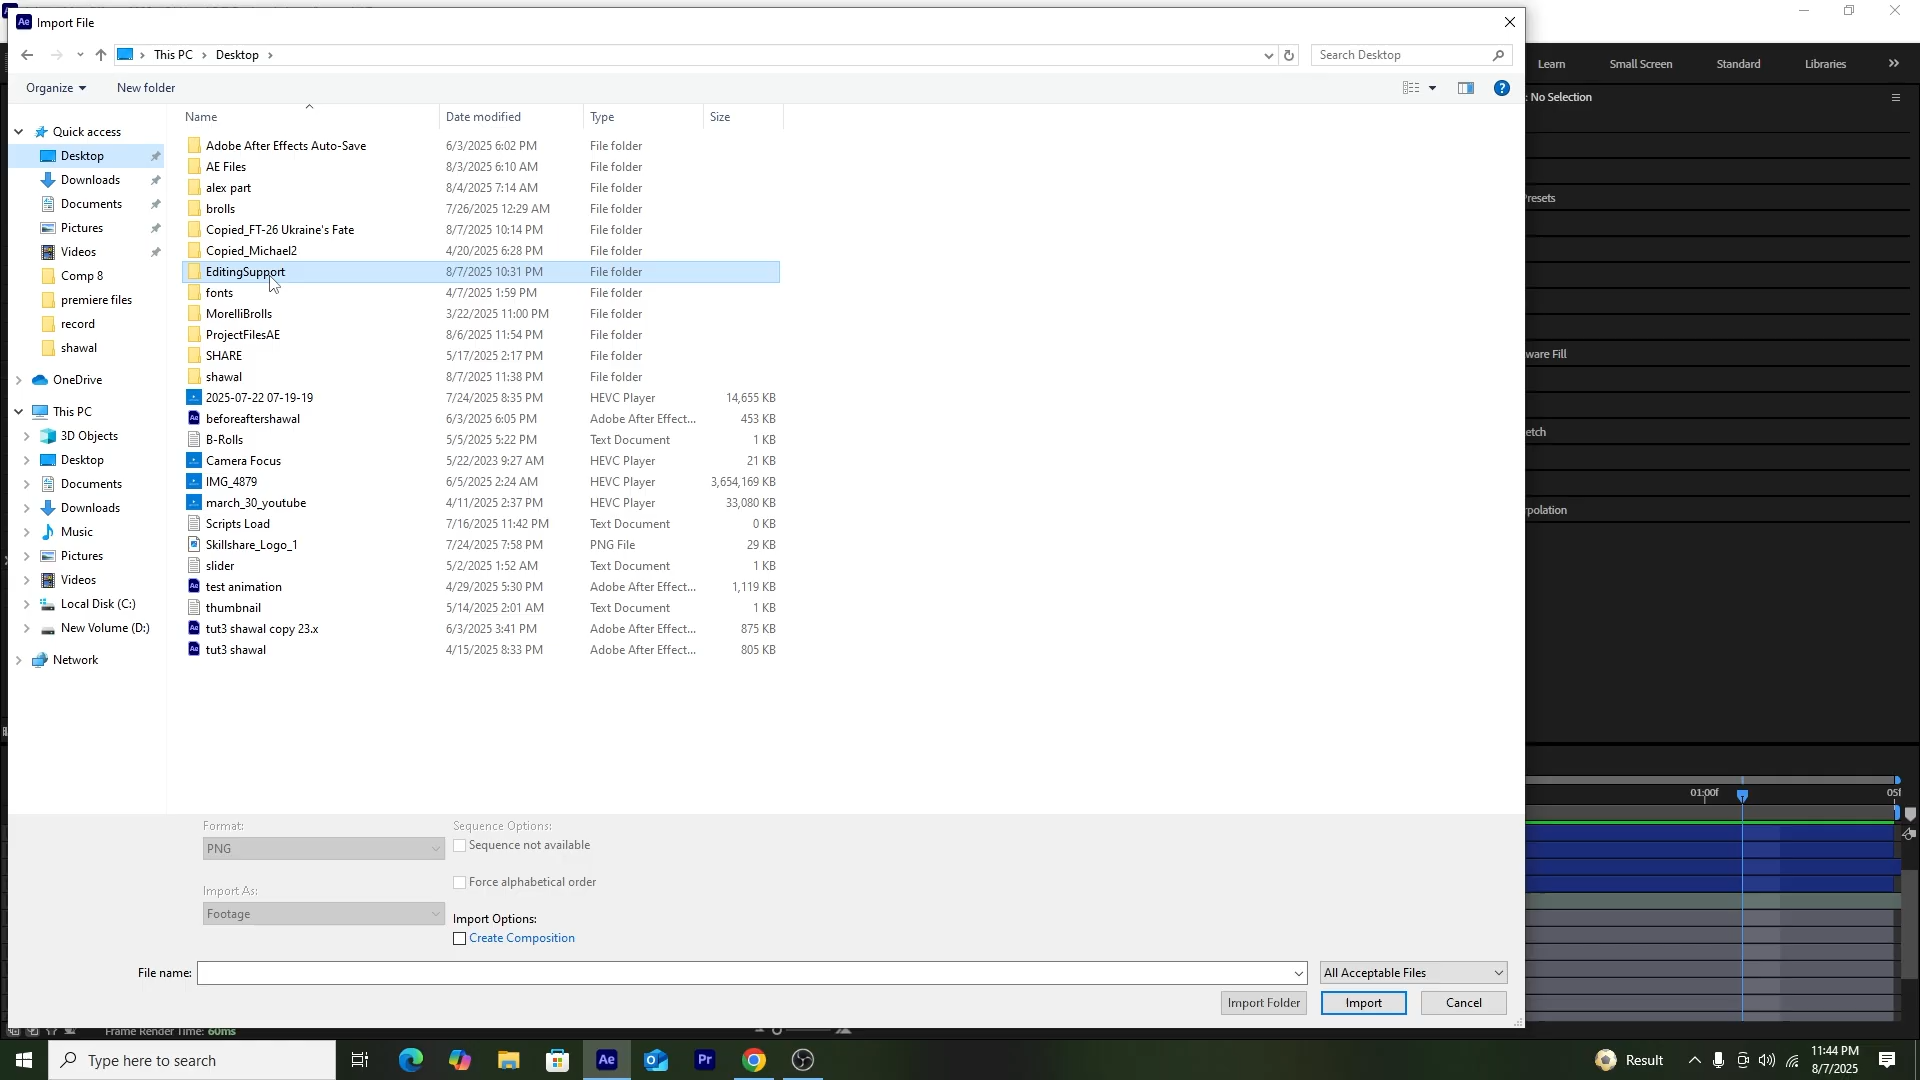 Import File
This PC > Desktop >
Search Desktop
Organize
New folder
Name
Date modified
Type
Size
Quick access
Desktop
Downloads
Documents
Pictures
Videos
Comp 8
premiere files
record
shawal
OneDrive
This PC
3D Objects
Desktop
Documents
Downloads
Music
Pictures
Videos
Local Disk (C:)
New Volume (D:)
Network
Adobe After Effects Auto-Save 6/3/2025 6:02 PM File folder
AE Files 8/3/2025 6:10 AM File folder
alex part 8/4/2025 7:14 AM File folder
brolls 7/26/2025 12:29 AM File folder
Copied_FT-26 Ukraine's Fate 8/7/2025 10:14 PM File folder
Copied_Michael2 4/20/2025 6:28 PM File folder
EditingSupport 8/7/2025 10:31 PM File folder
fonts 4/7/2025 1:59 PM File folder
MorelliBrolls 3/22/2025 11:00 PM File folder
ProjectFilesAE 8/6/2025 11:54 PM File folder
SHARE 5/17/2025 2:17 PM File folder
shawal 8/7/2025 11:38 PM File folder
2025-07-22 07-19-19 7/24/2025 8:35 PM HEVC Player 14,655 KB
beforeaftershawal 6/3/2025 6:05 PM Adobe After Effect... 453 KB
B-Rolls 5/5/2025 5:22 PM Text Document 1 KB
Camera Focus 5/22/2023 9:27 AM HEVC Player 21 KB
IMG_4879 6/5/2025 2:24 AM HEVC Player 3,654,169 KB
march_30_youtube 4/11/2025 2:37 PM HEVC Player 33,080 KB
Scripts Load 7/16/2025 11:42 PM Text Document 0 KB
Skillshare_Logo_1 7/24/2025 7:58 PM PNG File 29 KB
slider 5/2/2025 1:52 AM Text Document 1 KB
test animation 4/29/2025 5:30 PM Adobe After Effect... 1,119 KB
thumbnail 5/14/2025 2:01 AM Text Document 1 KB
tut3 shawal copy 23.x 6/3/2025 3:41 PM Adobe After Effect... 875 KB
tut3 shawal 4/15/2025 8:33 PM Adobe After Effect... 805 KB
Format:
PNG
Import As:
Footage
Sequence Options:
Sequence not available
Force alphabetical order
Import Options:
Create Composition
File name:
All Acceptable Files
Import Folder
Import
Cancel
Learn
Small Screen
Standard
Libraries
: No Selection
Presets
ware Fill
etch
rpolation
01:00f
05f
Frame Render Time: 60ms
Type here to search
Result
11:44 PM
8/7/2025